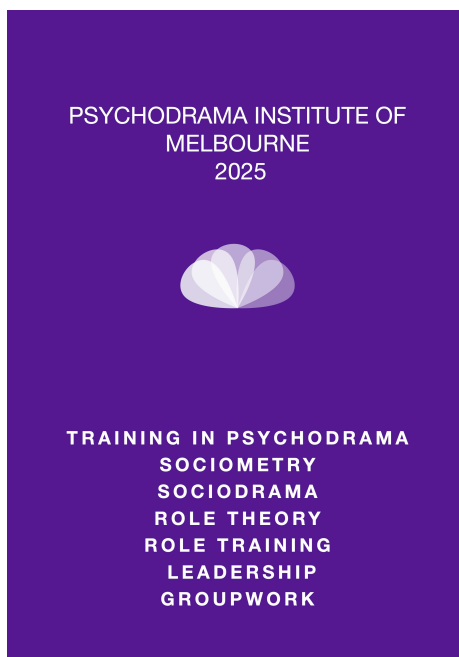 PSYCHODRAMA INSTITUTE OF
MELBOURNE
2025
TRAINING IN PSYCHODRAMA
SOCIOMETRY
SOCIODRAMA
ROLE THEORY
ROLE TRAINING
LEADERSHIP
GROUPWORK